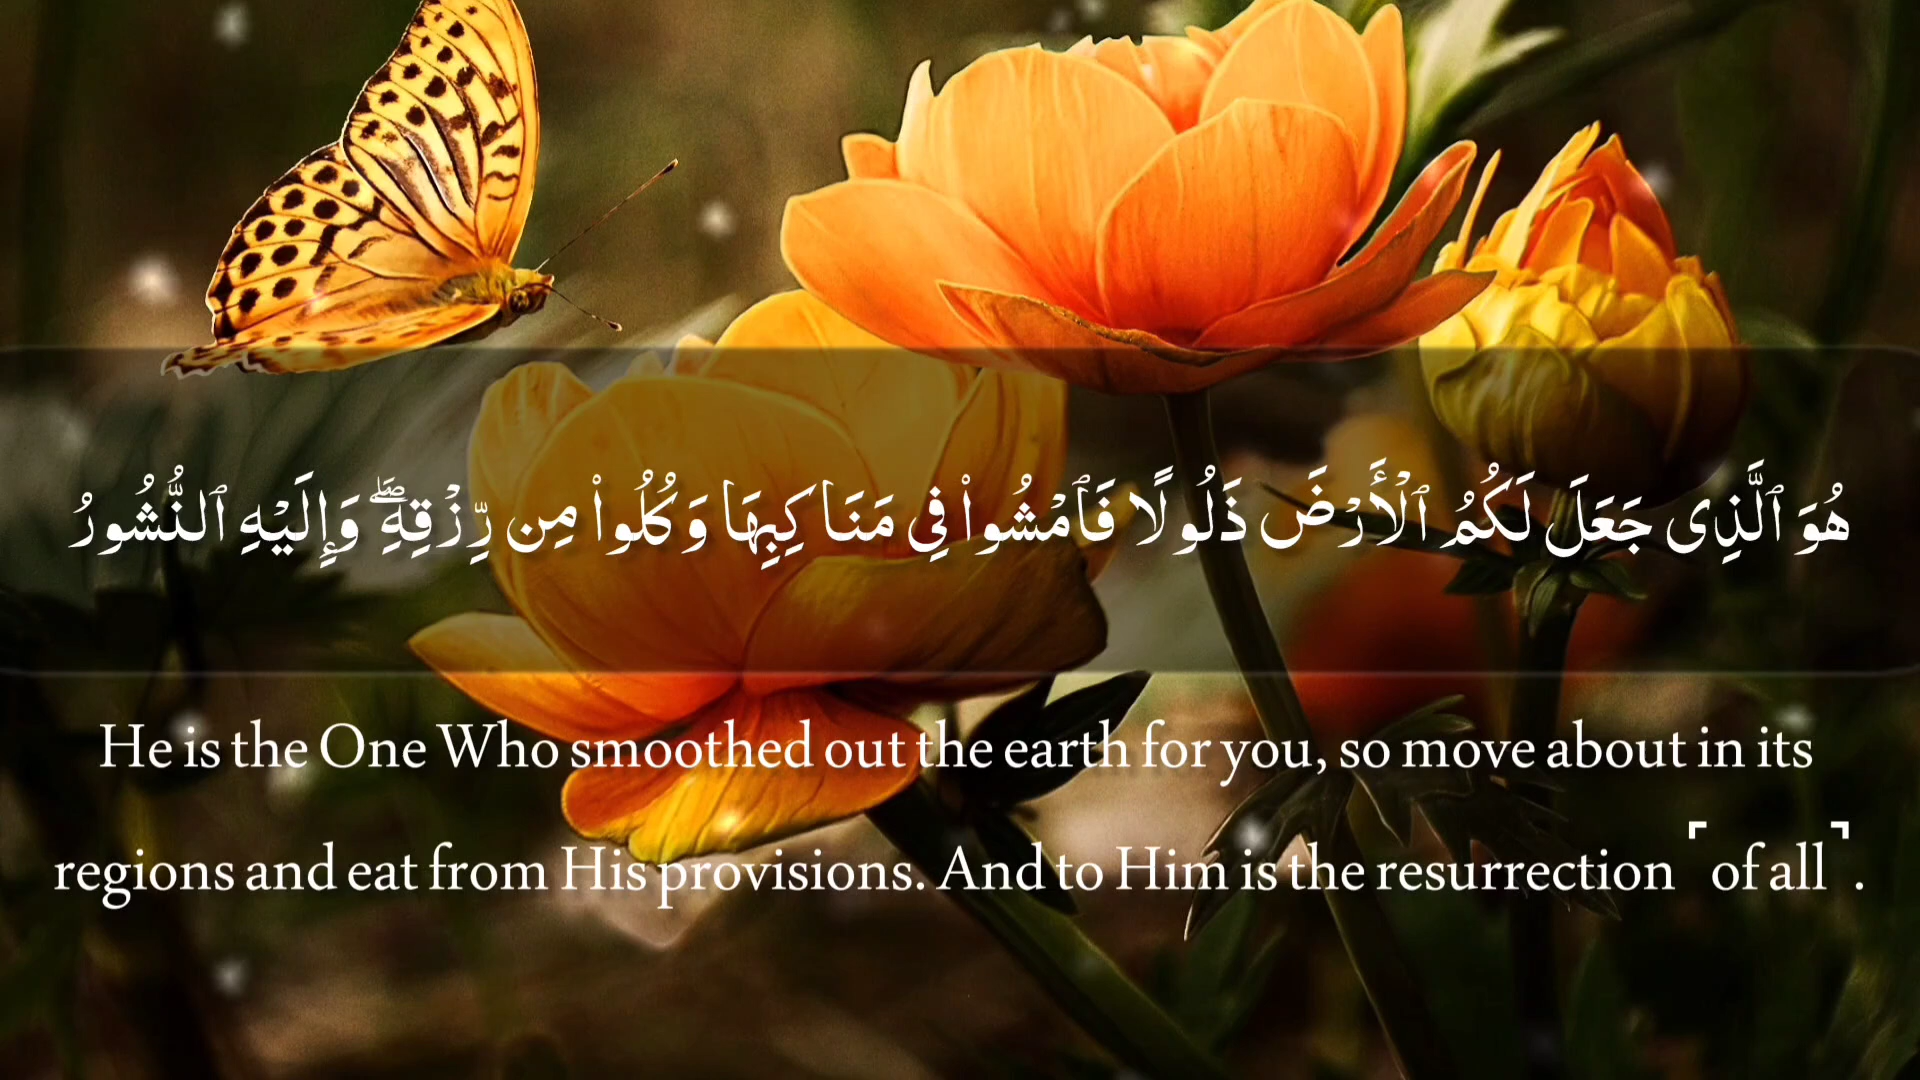 هُوَ ٱلَّذِى جَعَلَ لَكُمُ ٱلْأَرْضَ ذَلُولًا فَٱمْشُوا۟ فِى مَنَاكِبِهَا وَكُلُوا۟ مِن رِّزْقِهِۦ ۖ وَإِلَيْهِ ٱلنُّشُورُ
He is the One Who smoothed out the earth for you, so move about in its
regions and eat from His provisions. And to Him is the resurrection ⌜of all⌝.